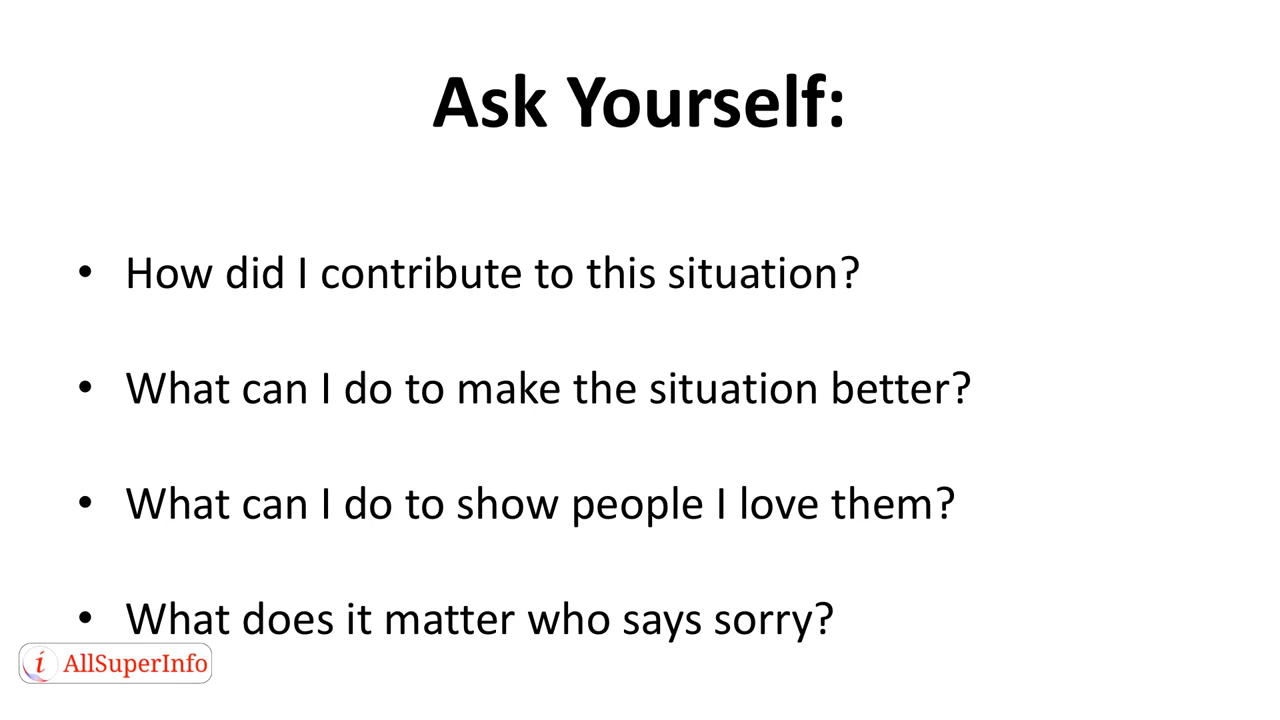 Ask Yourself:
• How did I contribute to this situation?
• What can I do to make the situation better?
• What can I do to show people I love them?
• What does it matter who says sorry?
i AllSuperInfo